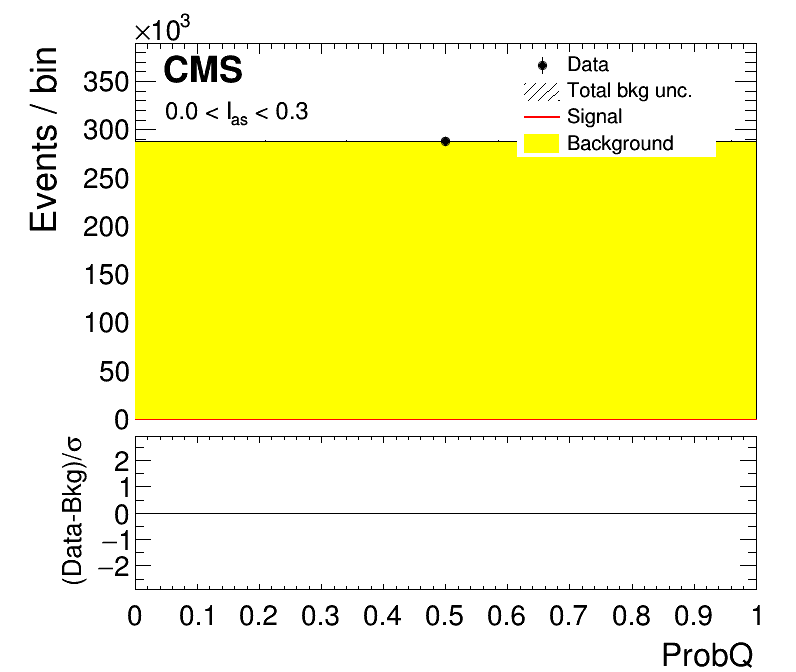 ×10³
Events / bin
350
300
250
200
150
100
50
0
CMS
0.0 < I_as < 0.3
Data
Total bkg unc.
Signal
Background
(Data-Bkg)/σ
2
1
0
−1
−2
0 0.1 0.2 0.3 0.4 0.5 0.6 0.7 0.8 0.9 1
ProbQ